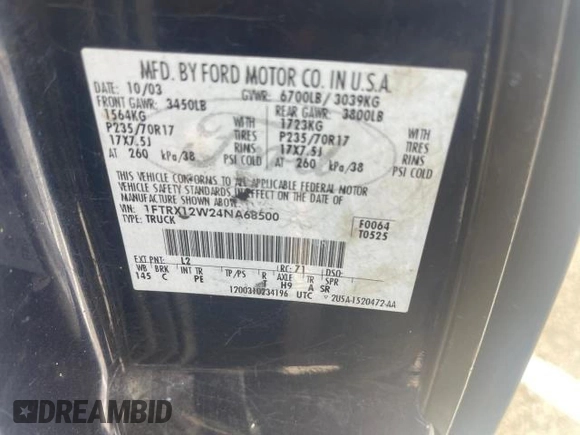 MFD. BY FORD MOTOR CO. IN U.S.A.
DATE: 10/03 GVWR: 6700LB/ 3039KG
FRONT GAWR: 3450LB REAR GAWR: 3800LB
1564KG WITH 1723KG WITH
P235/70R17 TIRES P235/70R17 TIRES
17X7.5J RIMS 17X7.5J RIMS
AT 260 kPa/38 PSI COLD AT 260 kPa/38 PSI COLD
THIS VEHICLE CONFORMS TO ALL APPLICABLE FEDERAL MOTOR
VEHICLE SAFETY STANDARDS IN EFFECT ON THE DATE OF
MANUFACTURE SHOWN ABOVE.
VIN: 1FTRX12W24NA68500 F0064
TYPE: TRUCK T0525
EXT PNT: L2 RC: 71 DSO:
WB BRK INT TR TP/PS R AXLE TR SPR
145 C PE T H9 A SR
1200310234196 UTC 2U5A-1520472-AA
DREAMBID